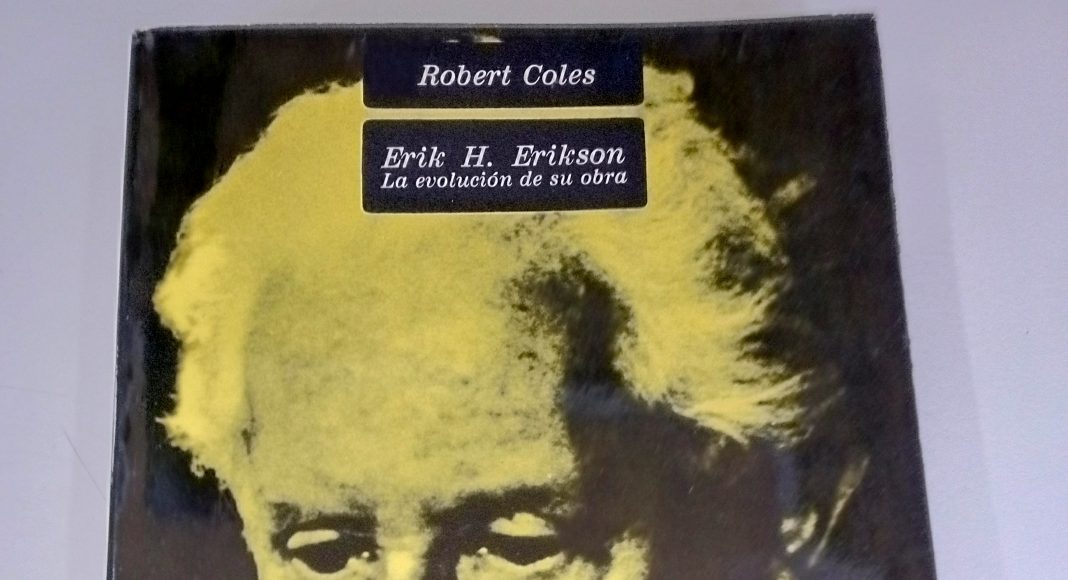 Robert Coles
Erik H. Erikson
La evolución de su obra